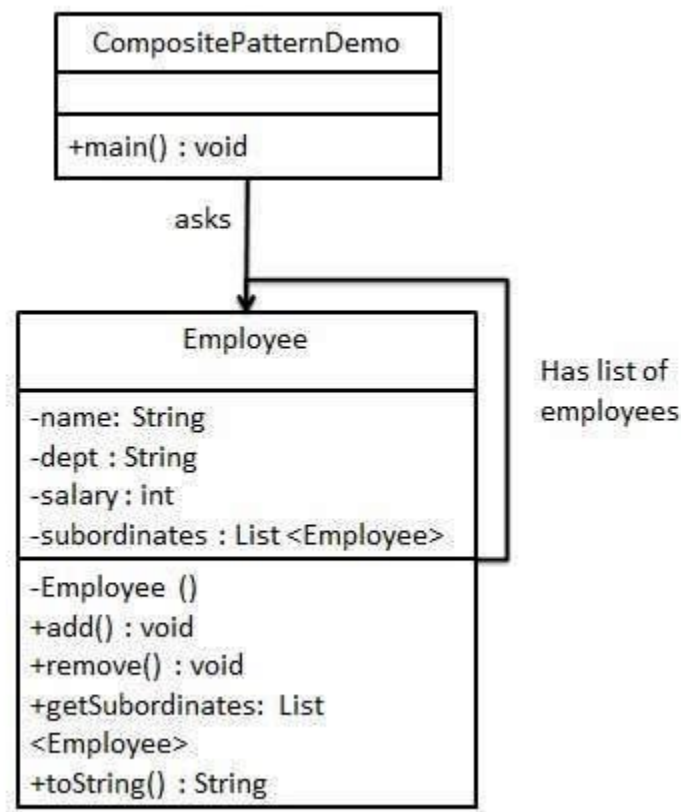 CompositePatternDemo
+main() : void
asks
Employee
Has list of
employees
-name: String
-dept : String
-salary : int
-subordinates : List <Employee>
-Employee ()
+add() : void
+remove() : void
+getSubordinates: List
<Employee>
+toString() : String